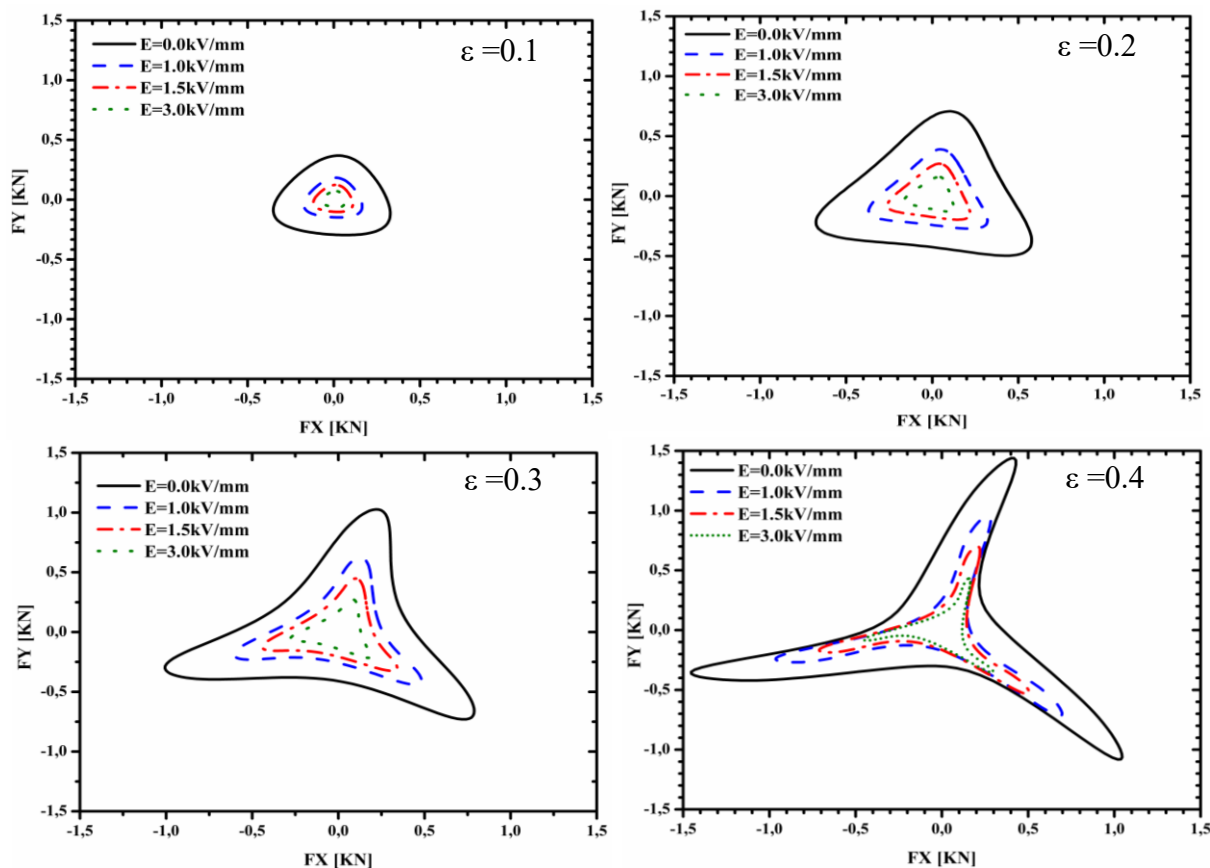 1,5
E=0.0kV/mm
E=1.0kV/mm
E=1.5kV/mm
E=3.0kV/mm
ε =0.1
1,0
0,5
0,0
-0,5
-1,0
-1,5
FY [KN]
-1,5 -1,0 -0,5 0,0 0,5 1,0 1,5
FX [KN]
1,5
E=0.0kV/mm
E=1.0kV/mm
E=1.5kV/mm
E=3.0kV/mm
ε =0.2
1,0
0,5
0,0
-0,5
-1,0
-1,5
FY [KN]
-1,5 -1,0 -0,5 0,0 0,5 1,0 1,5
FX [KN]
1,5
E=0.0kV/mm
E=1.0kV/mm
E=1.5kV/mm
E=3.0kV/mm
ε =0.3
1,0
0,5
0,0
-0,5
-1,0
-1,5
FY [KN]
-1,5 -1,0 -0,5 0,0 0,5 1,0 1,5
FX [KN]
1,5
E=0.0kV/mm
E=1.0kV/mm
E=1.5kV/mm
E=3.0kV/mm
ε =0.4
1,0
0,5
0,0
-0,5
-1,0
-1,5
FY [KN]
-1,5 -1,0 -0,5 0,0 0,5 1,0 1,5
FX [KN]